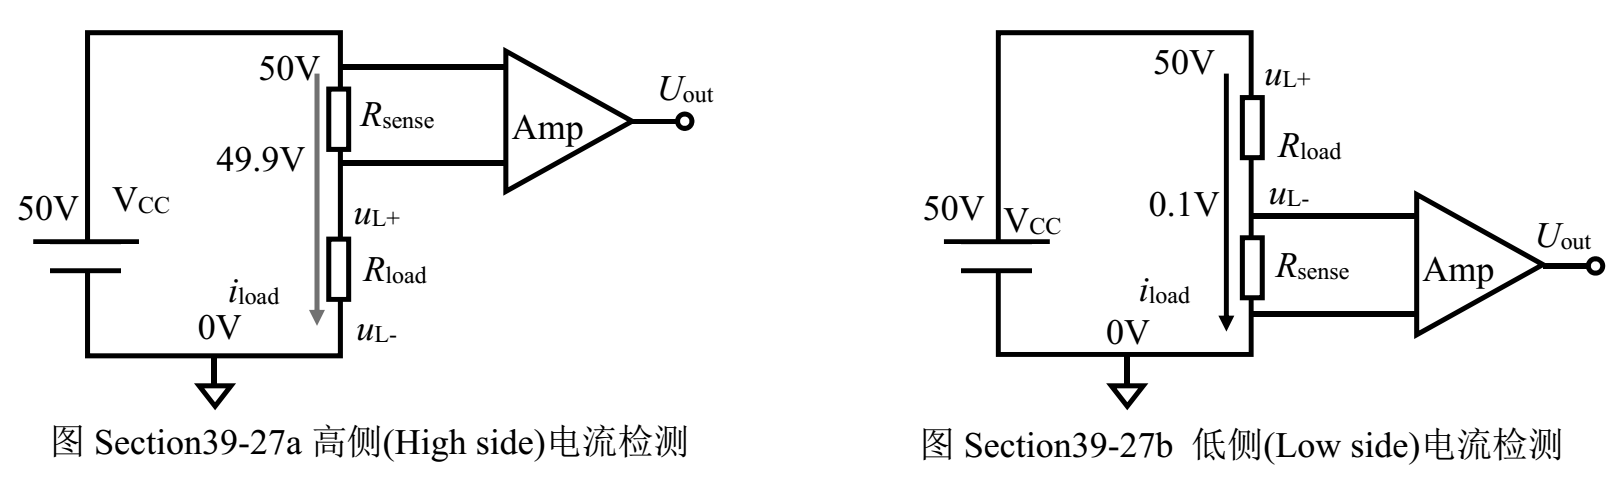 50V
Rsense
Amp
Uout
49.9V
50V
VCC
uL+
Rload
iload
0V
uL-
图 Section39-27a 高侧(High side)电流检测
50V
uL+
Rload
50V
VCC
0.1V
uL-
Rsense
Amp
Uout
iload
0V
图 Section39-27b 低侧(Low side)电流检测